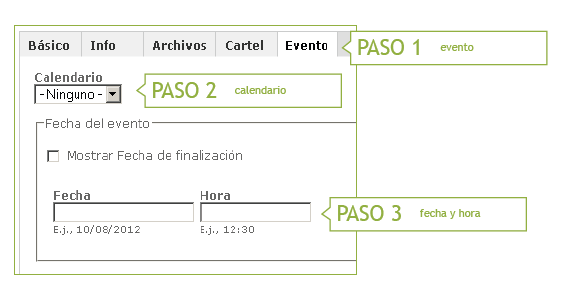 Básico Info Archivos Cartel Evento PASO 1 evento
Calendario
- Ninguno - PASO 2 calendario
Fecha del evento
Mostrar Fecha de finalización
Fecha Hora
PASO 3 fecha y hora
E.j., 10/08/2012 E.j., 12:30